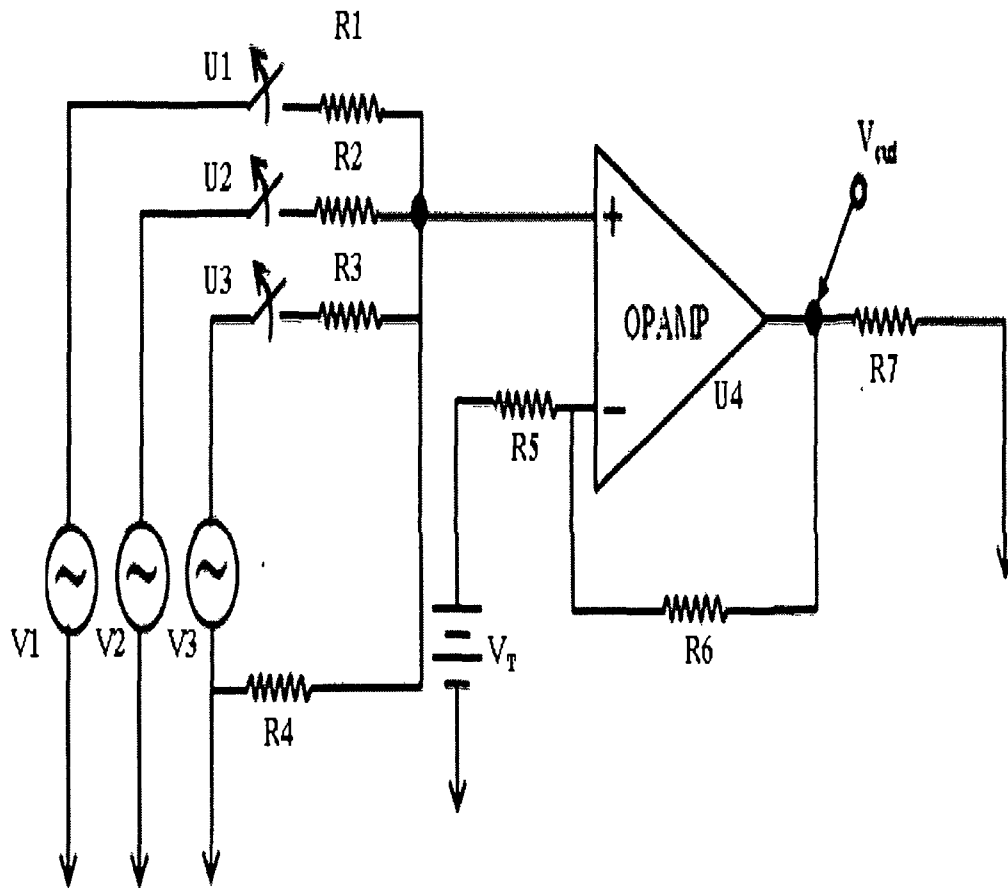 R1
U1
R2
U2
R3
U3
V_out
+
OPAMP
−
U4
R7
R5
R6
V1
V2
V3
V_T
R4
~
~
~